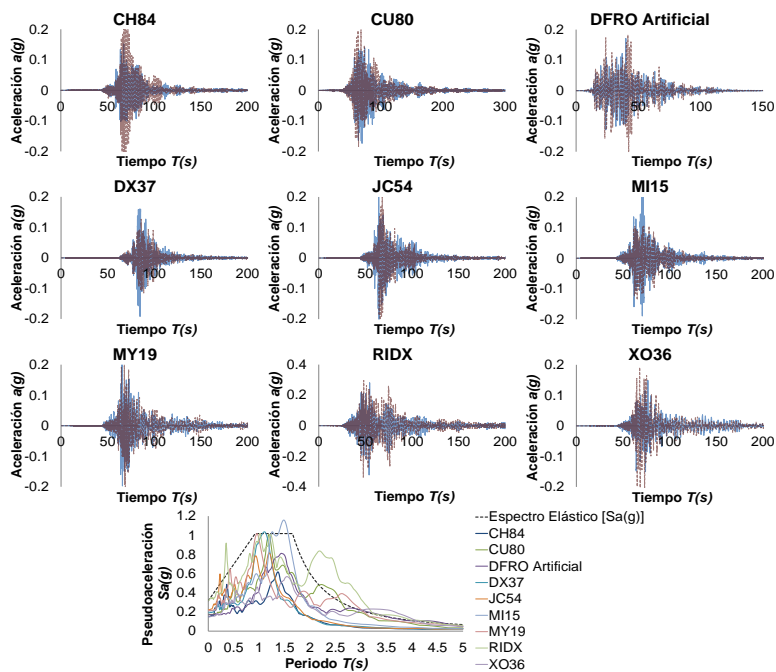 CH84
Aceleración a(g)
0.2
0.1
0
-0.1
-0.2
0 50 100 150 200
Tiempo T(s)
CU80
Aceleración a(g)
0.2
0.1
0
-0.1
-0.2
0 100 200 300
Tiempo T(s)
DFRO Artificial
Aceleración a(g)
0.2
0.1
0
-0.1
-0.2
0 50 100 150
Tiempo T(s)
DX37
Aceleración a(g)
0.2
0.1
0
-0.1
-0.2
0 50 100 150 200
Tiempo T(s)
JC54
Aceleración a(g)
0.2
0.1
0
-0.1
-0.2
0 50 100 150 200
Tiempo T(s)
MI15
Aceleración a(g)
0.2
0.1
0
-0.1
-0.2
0 50 100 150 200
Tiempo T(s)
MY19
Aceleración a(g)
0.2
0.1
0
-0.1
-0.2
0 50 100 150 200
Tiempo T(s)
RIDX
Aceleración a(g)
0.4
0.2
0
-0.2
-0.4
0 50 100 150 200
Tiempo T(s)
XO36
Aceleración a(g)
0.2
0.1
0
-0.1
-0.2
0 50 100 150 200
Tiempo T(s)
Pseudoaceleración
Sa(g)
1.2
1
0.8
0.6
0.4
0.2
0
0 0.5 1 1.5 2 2.5 3 3.5 4 4.5 5
Periodo T(s)
Espectro Elástico [Sa(g)]
CH84
CU80
DFRO Artificial
DX37
JC54
MI15
MY19
RIDX
XO36